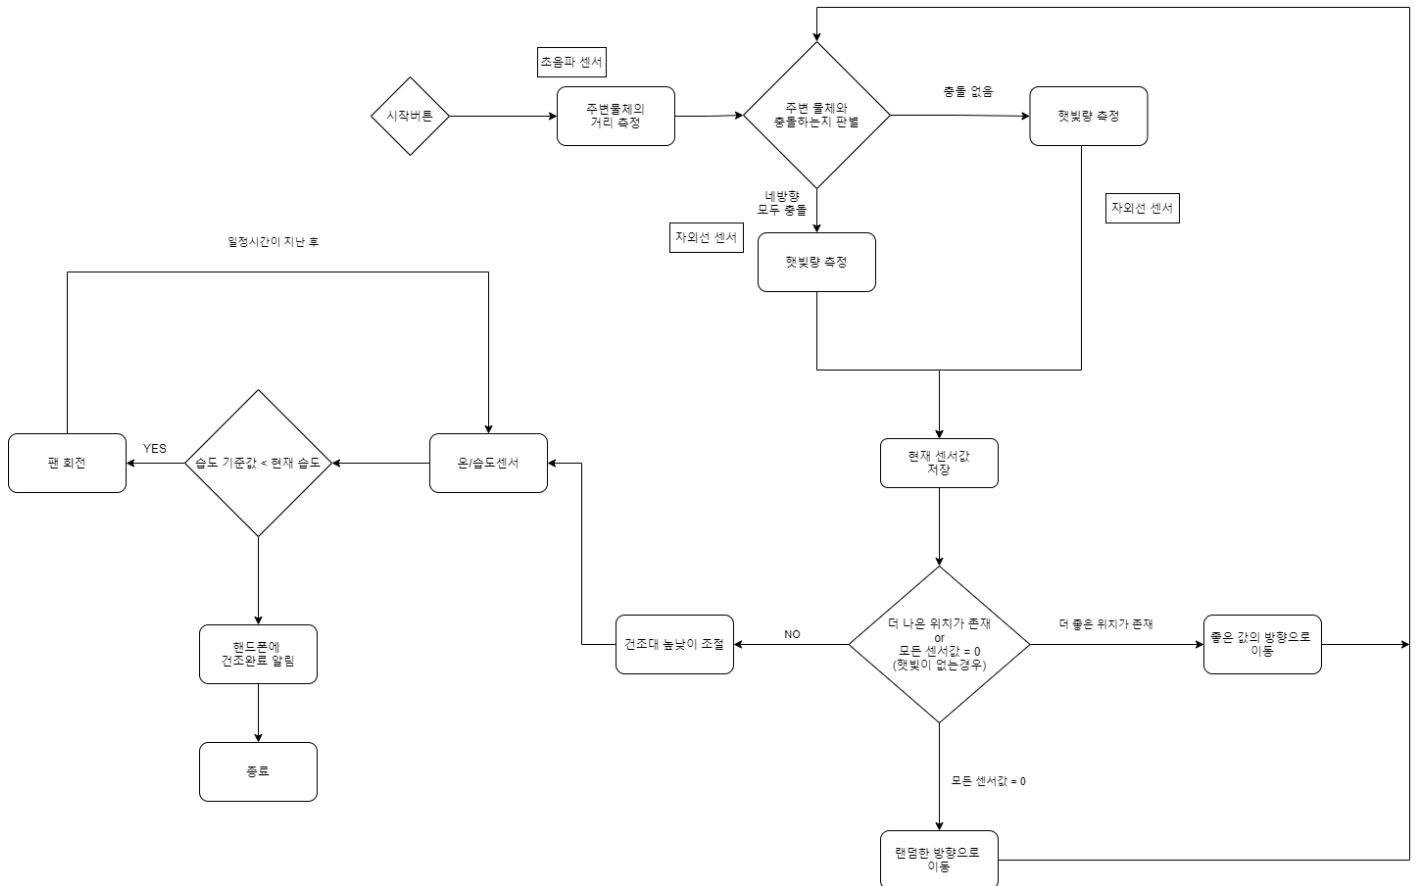 초음파 센서
시작버튼
주변물체의
거리 측정
주변 물체와
충돌하는지 판별
충돌 없음
햇빛량 측정
네방향
모두 충돌
자외선 센서
자외선 센서
햇빛량 측정
일정시간이 지난 후
팬 회전
YES
습도 기준값 < 현재 습도
온/습도센서
현재 센서값
저장
핸드폰에
건조완료 알림
종료
건조대 높낮이 조절
NO
더 나은 위치가 존재
or
모든 센서값 = 0
(햇빛이 없는경우)
더 좋은 위치가 존재
좋은 값의 방향으로
이동
모든 센서값 = 0
랜덤한 방향으로
이동